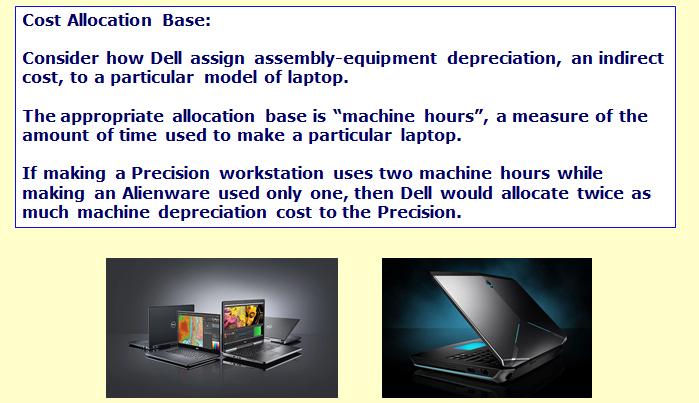 Cost Allocation Base:
Consider how Dell assign assembly-equipment depreciation, an indirect
cost, to a particular model of laptop.
The appropriate allocation base is “machine hours”, a measure of the
amount of time used to make a particular laptop.
If making a Precision workstation uses two machine hours while
making an Alienware used only one, then Dell would allocate twice as
much machine depreciation cost to the Precision.